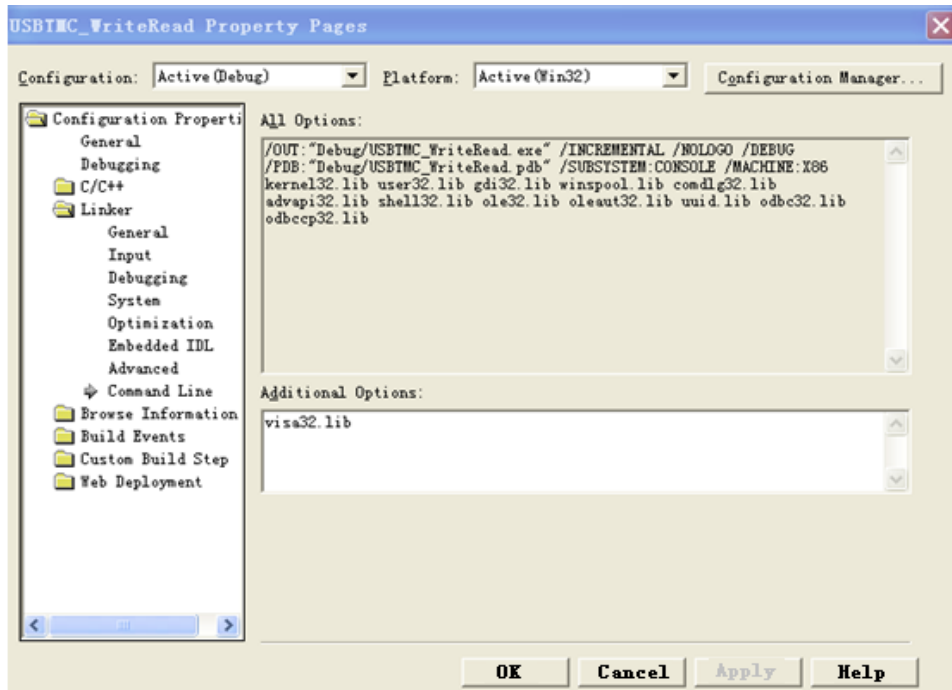 USBTMC_WriteRead Property Pages
Configuration: Active(Debug) Platform: Active(Win32) Configuration Manager...
Configuration Properti
General
Debugging
C/C++
Linker
General
Input
Debugging
System
Optimization
Embedded IDL
Advanced
Command Line
Browse Information
Build Events
Custom Build Step
Web Deployment
All Options:
/OUT:"Debug/USBTMC_WriteRead.exe" /INCREMENTAL /NOLOGO /DEBUG
/PDB:"Debug/USBTMC_WriteRead.pdb" /SUBSYSTEM:CONSOLE /MACHINE:X86
kernel32.lib user32.lib gdi32.lib winspool.lib comdlg32.lib
advapi32.lib shell32.lib ole32.lib oleaut32.lib uuid.lib odbc32.lib
odbccp32.lib
Additional Options:
visa32.lib
OK Cancel Apply Help